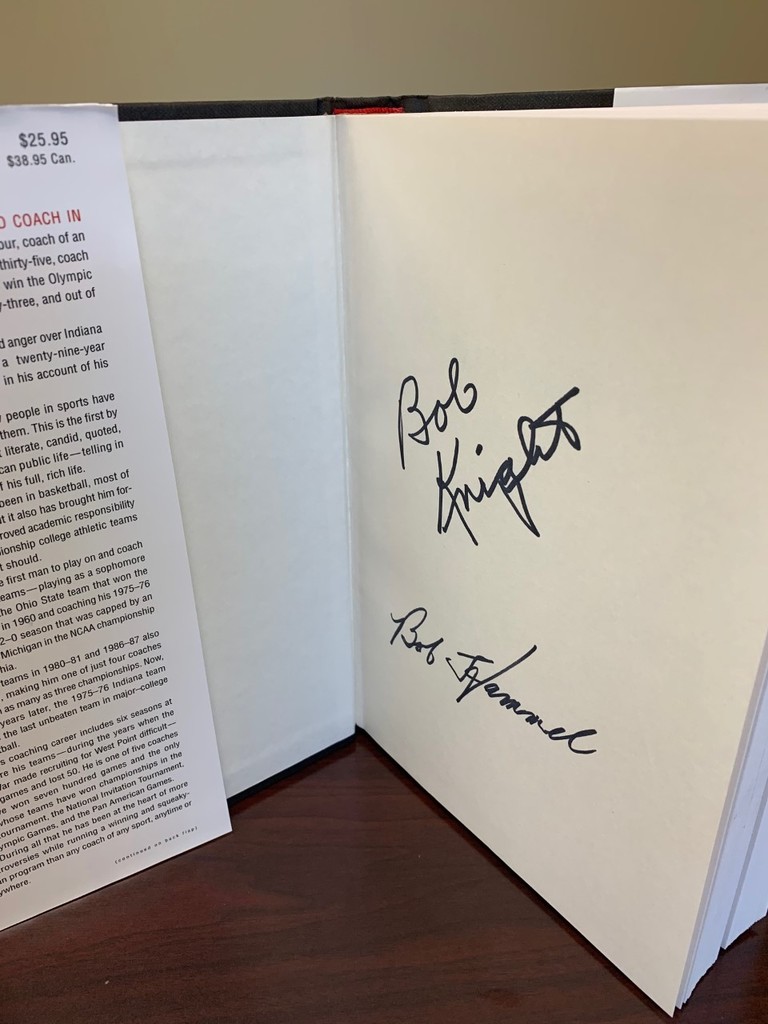 $25.95
$38.95 Can.
COACH IN
our, coach of an
thirty-five, coach
win the Olympic
-three, and out of
anger over Indiana
a twenty-nine-year
in his account of his
people in sports have
them. This is the first by
literate, candid, quoted,
can public life—telling in
his full, rich life.
been in basketball, most of
it also has brought him for-
roved academic responsibility
ionship college athletic teams
should.
first man to play on and coach
eams—playing as a sophomore
the Ohio State team that won the
in 1960 and coaching his 1975–76
2–0 season that was capped by an
Michigan in the NCAA championship
hia.
teams in 1980–81 and 1986–87 also
, making him one of just four coaches
as many as three championships. Now,
years later, the 1975–76 Indiana team
the last unbeaten team in major-college
ball.
s coaching career includes six seasons at
re his teams—during the years when the
War made recruiting for West Point difficult—
games and lost 50. He is one of five coaches
e won seven hundred games and the only
whose teams have won championships in the
ournament, the National Invitation Tournament,
ympic Games, and the Pan American Games.
During all that he has been at the heart of more
roversies while running a winning and squeaky-
n program than any coach of any sport, anytime or
ywhere.
(continued on back flap)
Bob
Knight
Bob Hammel